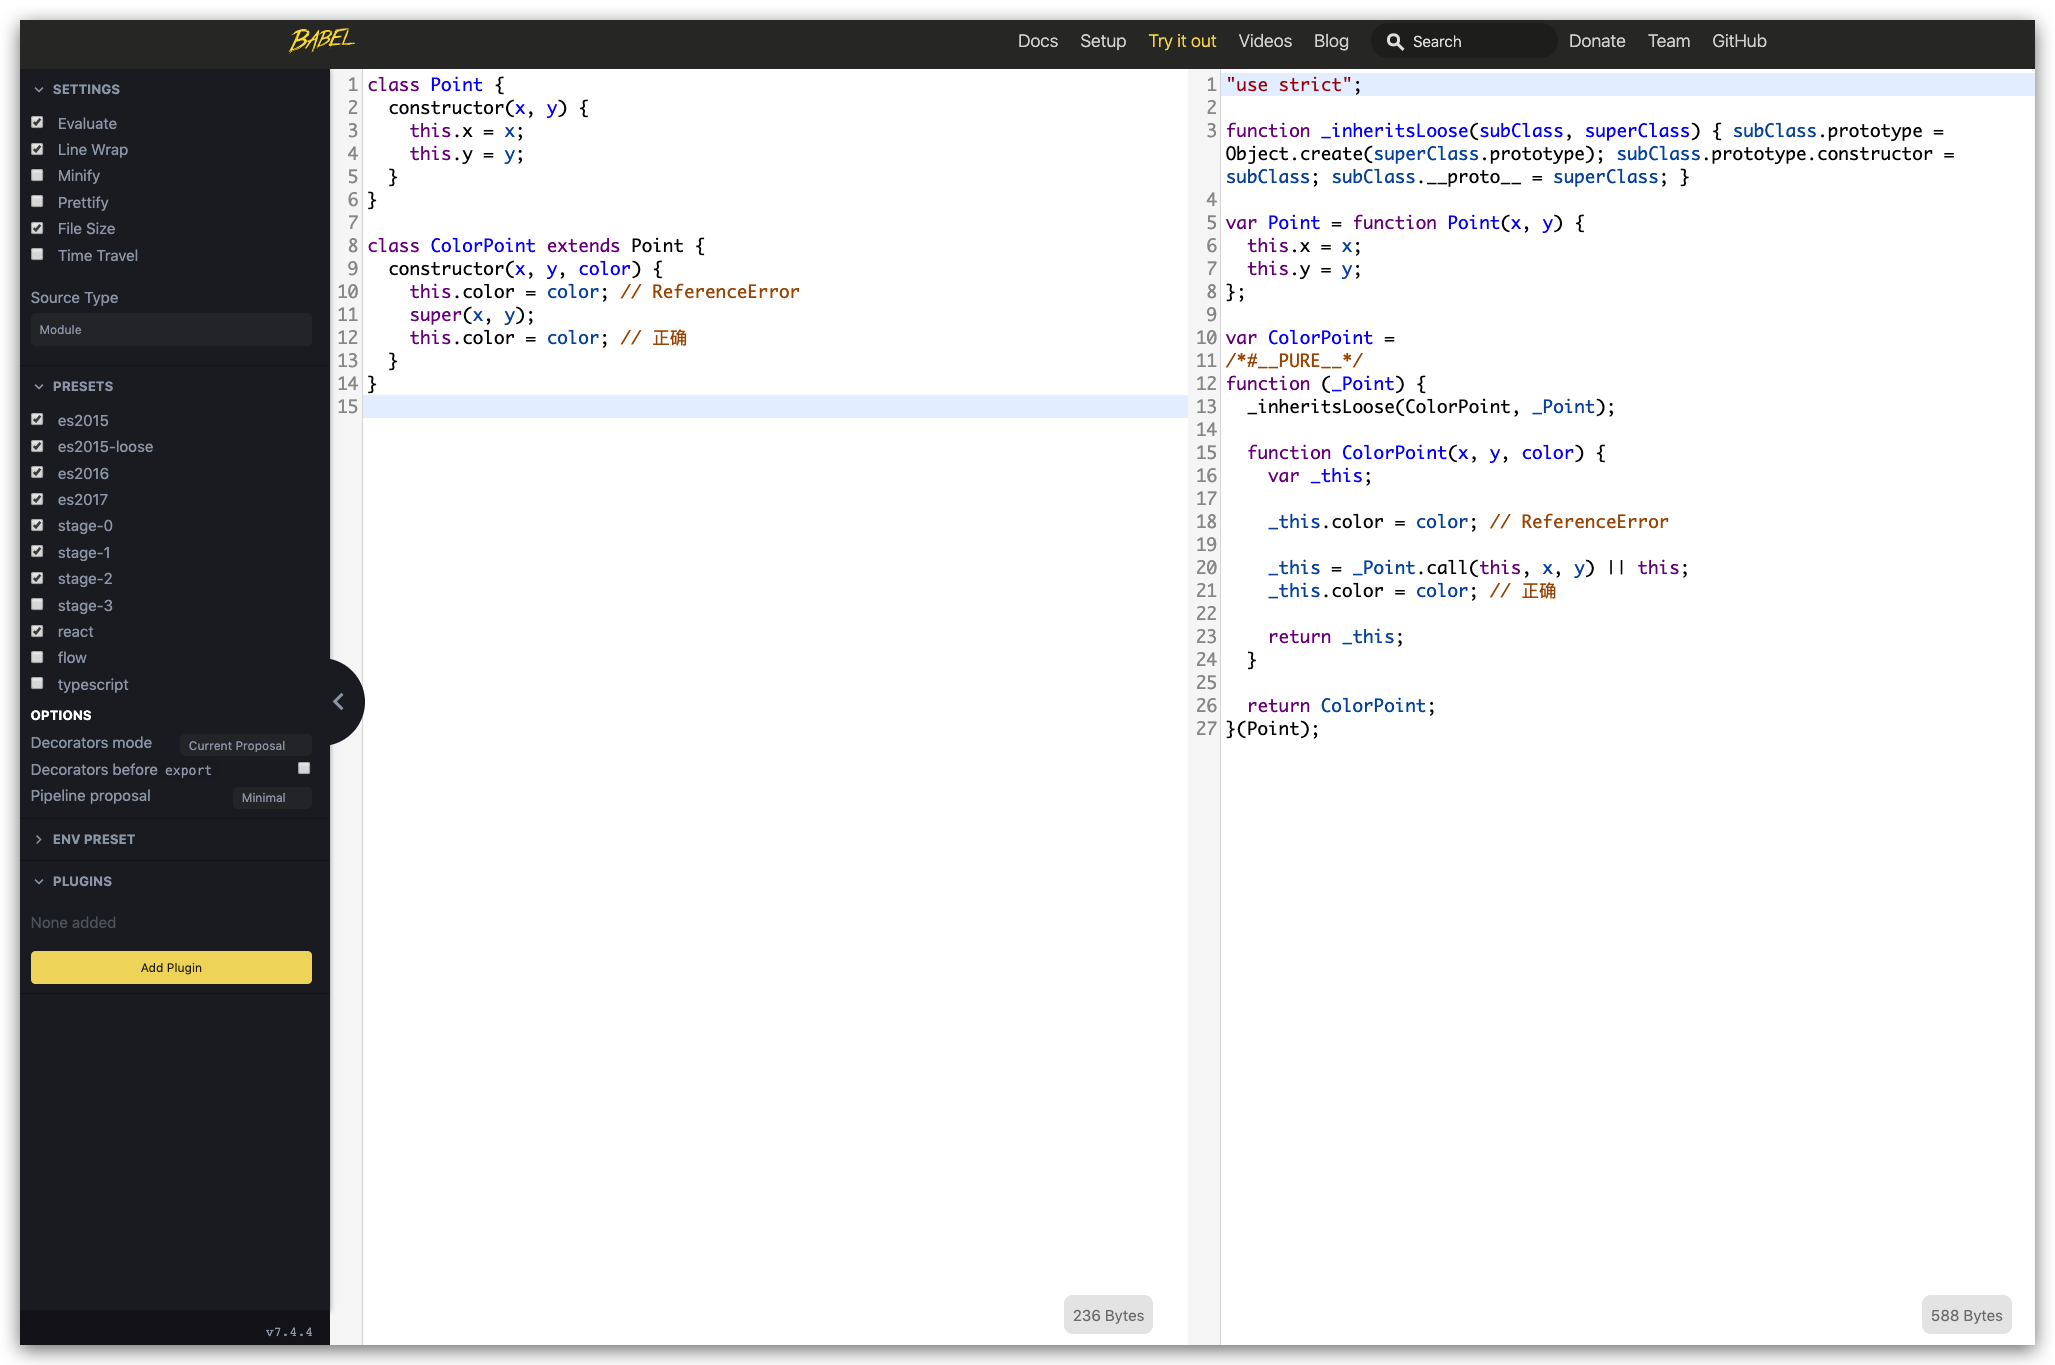 BABEL
Docs Setup Try it out Videos Blog Search Donate Team GitHub
SETTINGS
Evaluate
Line Wrap
Minify
Prettify
File Size
Time Travel
Source Type
Module
PRESETS
es2015
es2015-loose
es2016
es2017
stage-0
stage-1
stage-2
stage-3
react
flow
typescript
OPTIONS
Decorators mode Current Proposal
Decorators before export
Pipeline proposal Minimal
ENV PRESET
PLUGINS
None added
Add Plugin
v7.4.4
1 class Point {
2   constructor(x, y) {
3     this.x = x;
4     this.y = y;
5   }
6 }
7
8 class ColorPoint extends Point {
9   constructor(x, y, color) {
10     this.color = color; // ReferenceError
11     super(x, y);
12     this.color = color; // 正确
13   }
14 }
15
236 Bytes
1 "use strict";
2
3 function _inheritsLoose(subClass, superClass) { subClass.prototype =
Object.create(superClass.prototype); subClass.prototype.constructor =
subClass; subClass.__proto__ = superClass; }
4
5 var Point = function Point(x, y) {
6   this.x = x;
7   this.y = y;
8 };
9
10 var ColorPoint =
11 /*#__PURE__*/
12 function (_Point) {
13   _inheritsLoose(ColorPoint, _Point);
14
15   function ColorPoint(x, y, color) {
16     var _this;
17
18     _this.color = color; // ReferenceError
19
20     _this = _Point.call(this, x, y) || this;
21     _this.color = color; // 正确
22
23     return _this;
24   }
25
26   return ColorPoint;
27 }(Point);
588 Bytes